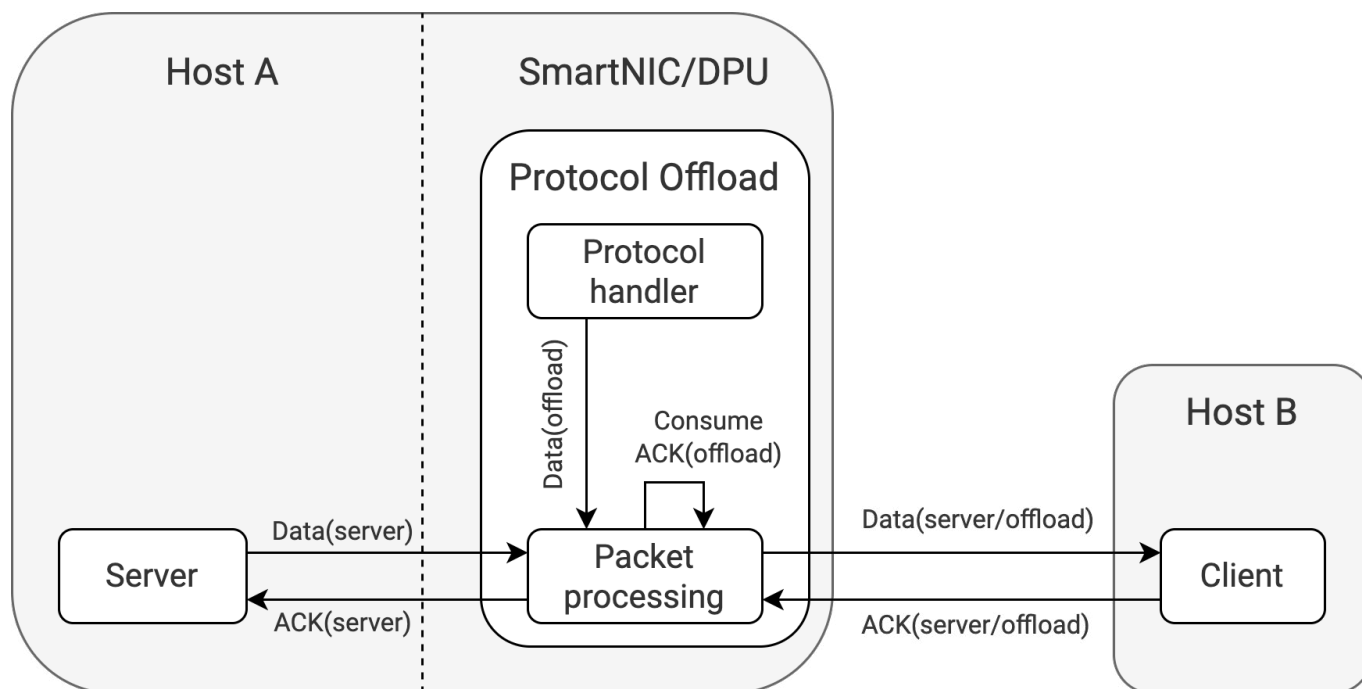 Host A
SmartNIC/DPU
Protocol Offload
Protocol
handler
Data(offload)
Consume
ACK(offload)
Host B
Data(server)
Data(server/offload)
Server
Packet
processing
Client
ACK(server)
ACK(server/offload)